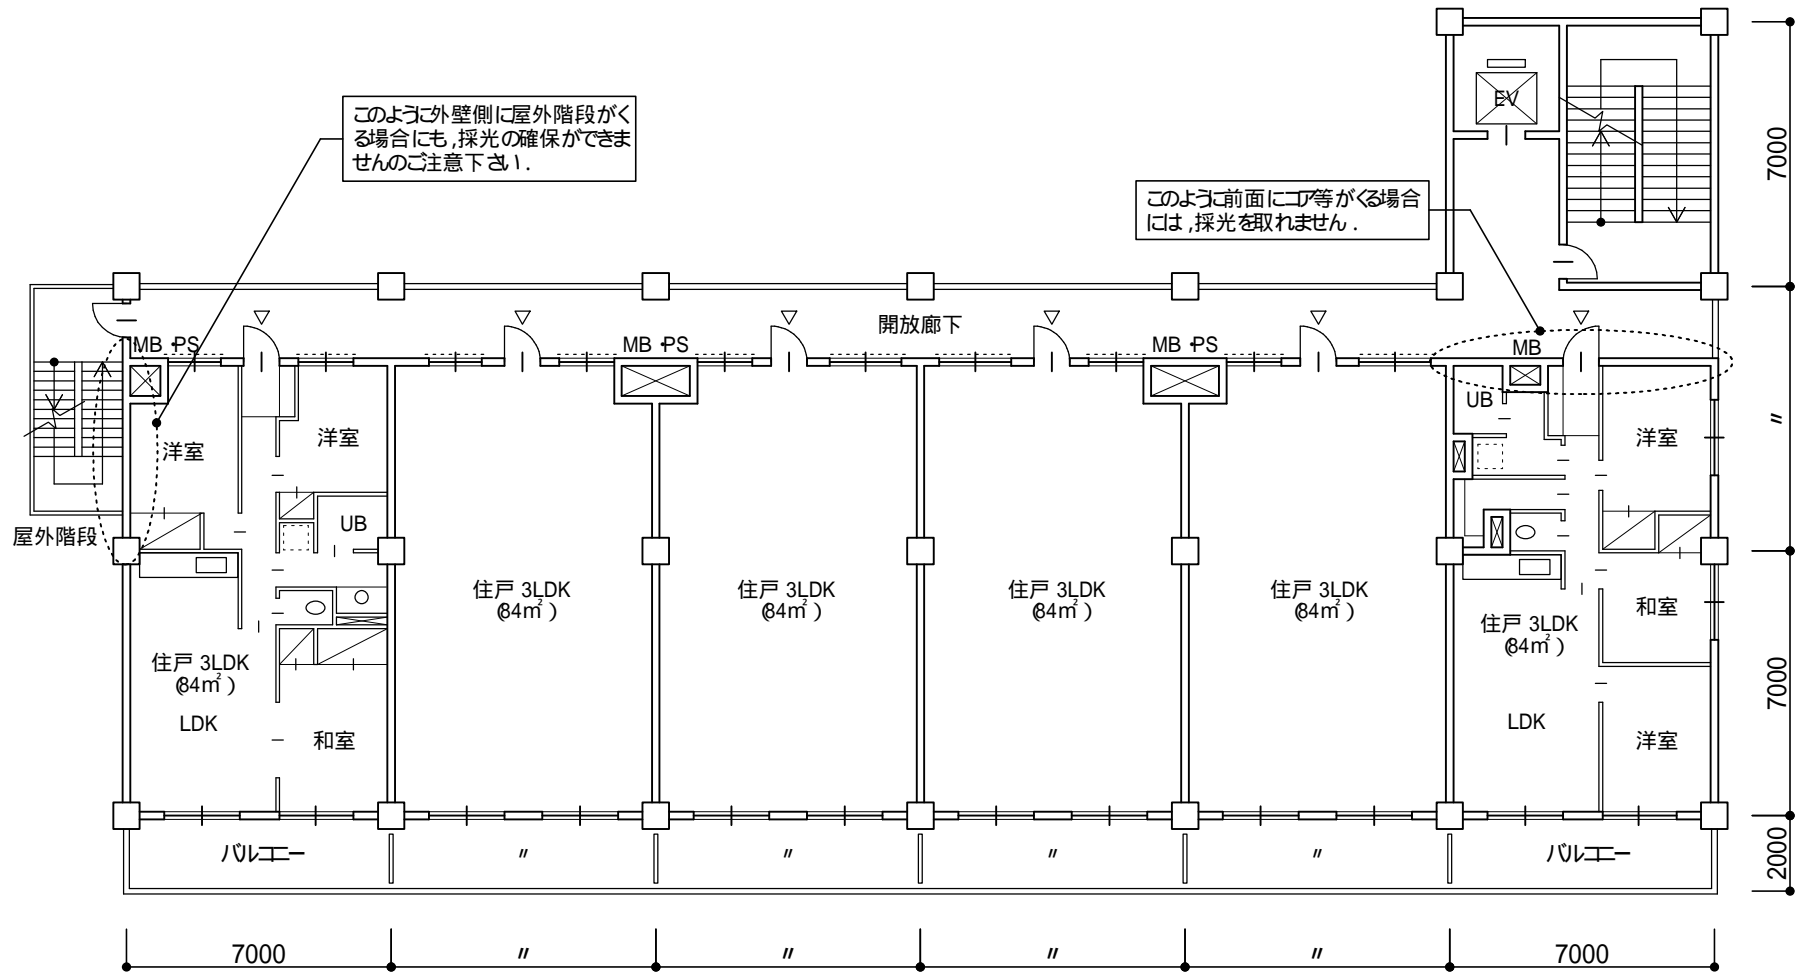 このように外壁側に屋外階段がく
る場合にも,採光の確保ができま
せんのご注意下さい.
EV
7000
このように前面にコア等がくる場合
には,採光を取れません.
開放廊下
MB・PS
MB・PS
MB・PS
MB
〃
UB
洋室
洋室
洋室
屋外階段
UB
住戸 3LDK
(84㎡)
住戸 3LDK
(84㎡)
住戸 3LDK
(84㎡)
住戸 3LDK
(84㎡)
和室
住戸 3LDK
(84㎡)
住戸 3LDK
(84㎡)
7000
LDK
和室
LDK
洋室
バルコニー
〃
〃
〃
〃
バルコニー
2000
7000
〃
〃
〃
〃
7000